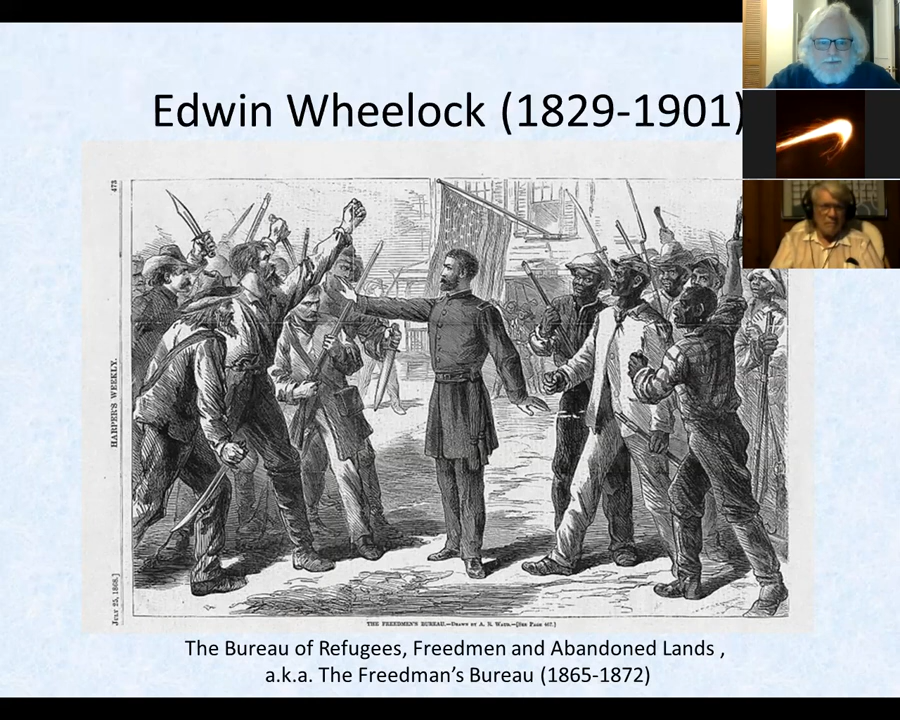 Edwin Wheelock (1829-1901)
473
HARPER'S WEEKLY.
JULY 25, 1868.]
THE FREEDMEN'S BUREAU.—DRAWN BY A. R. WAUD.—[SEE PAGE 467.]
The Bureau of Refugees, Freedmen and Abandoned Lands ,
a.k.a. The Freedman's Bureau (1865-1872)